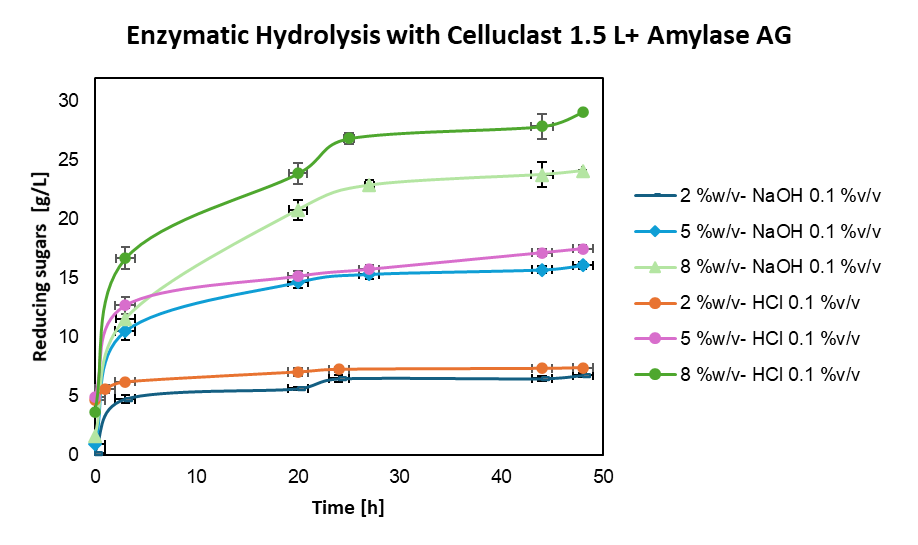 Enzymatic Hydrolysis with Celluclast 1.5 L+ Amylase AG
30
25
20
15
10
5
0
Reducing sugars [g/L]
0 10 20 30 40 50
Time [h]
2 %w/v- NaOH 0.1 %v/v
5 %w/v- NaOH 0.1 %v/v
8 %w/v- NaOH 0.1 %v/v
2 %w/v- HCl 0.1 %v/v
5 %w/v- HCl 0.1 %v/v
8 %w/v- HCl 0.1 %v/v